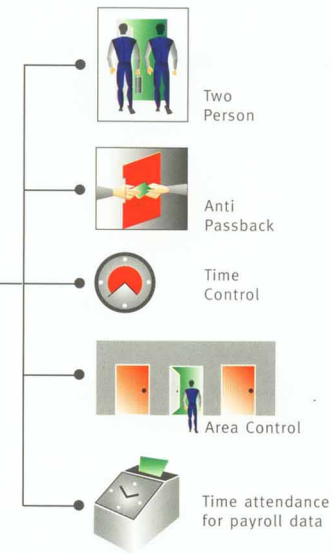 Two
Person
Anti
Passback
Time
Control
Area Control
Time attendance
for payroll data